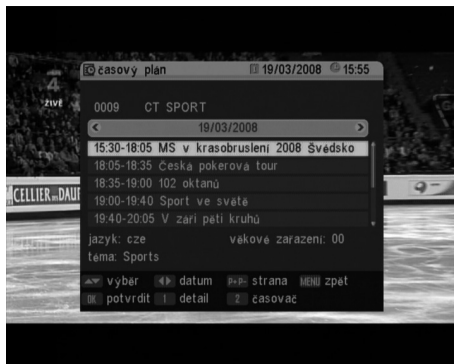 4
ŽIVĚ
časový plán 19/03/2008 15:55
0009 CT SPORT
< 19/03/2008 >
15:30-18:05 MS v krasobruslení 2008 Švédsko
18:05-18:35 Česká pokerová tour
18:35-19:00 102 oktanů
19:00-19:40 Sport ve světě
19:40-20:05 V záři pěti kruhů
jazyk: cze věkové zařazení: 00
téma: Sports
výběr datum P+P- strana MENU zpět
OK potvrdit i detail 2 časovač
CELLIER DES DAUP